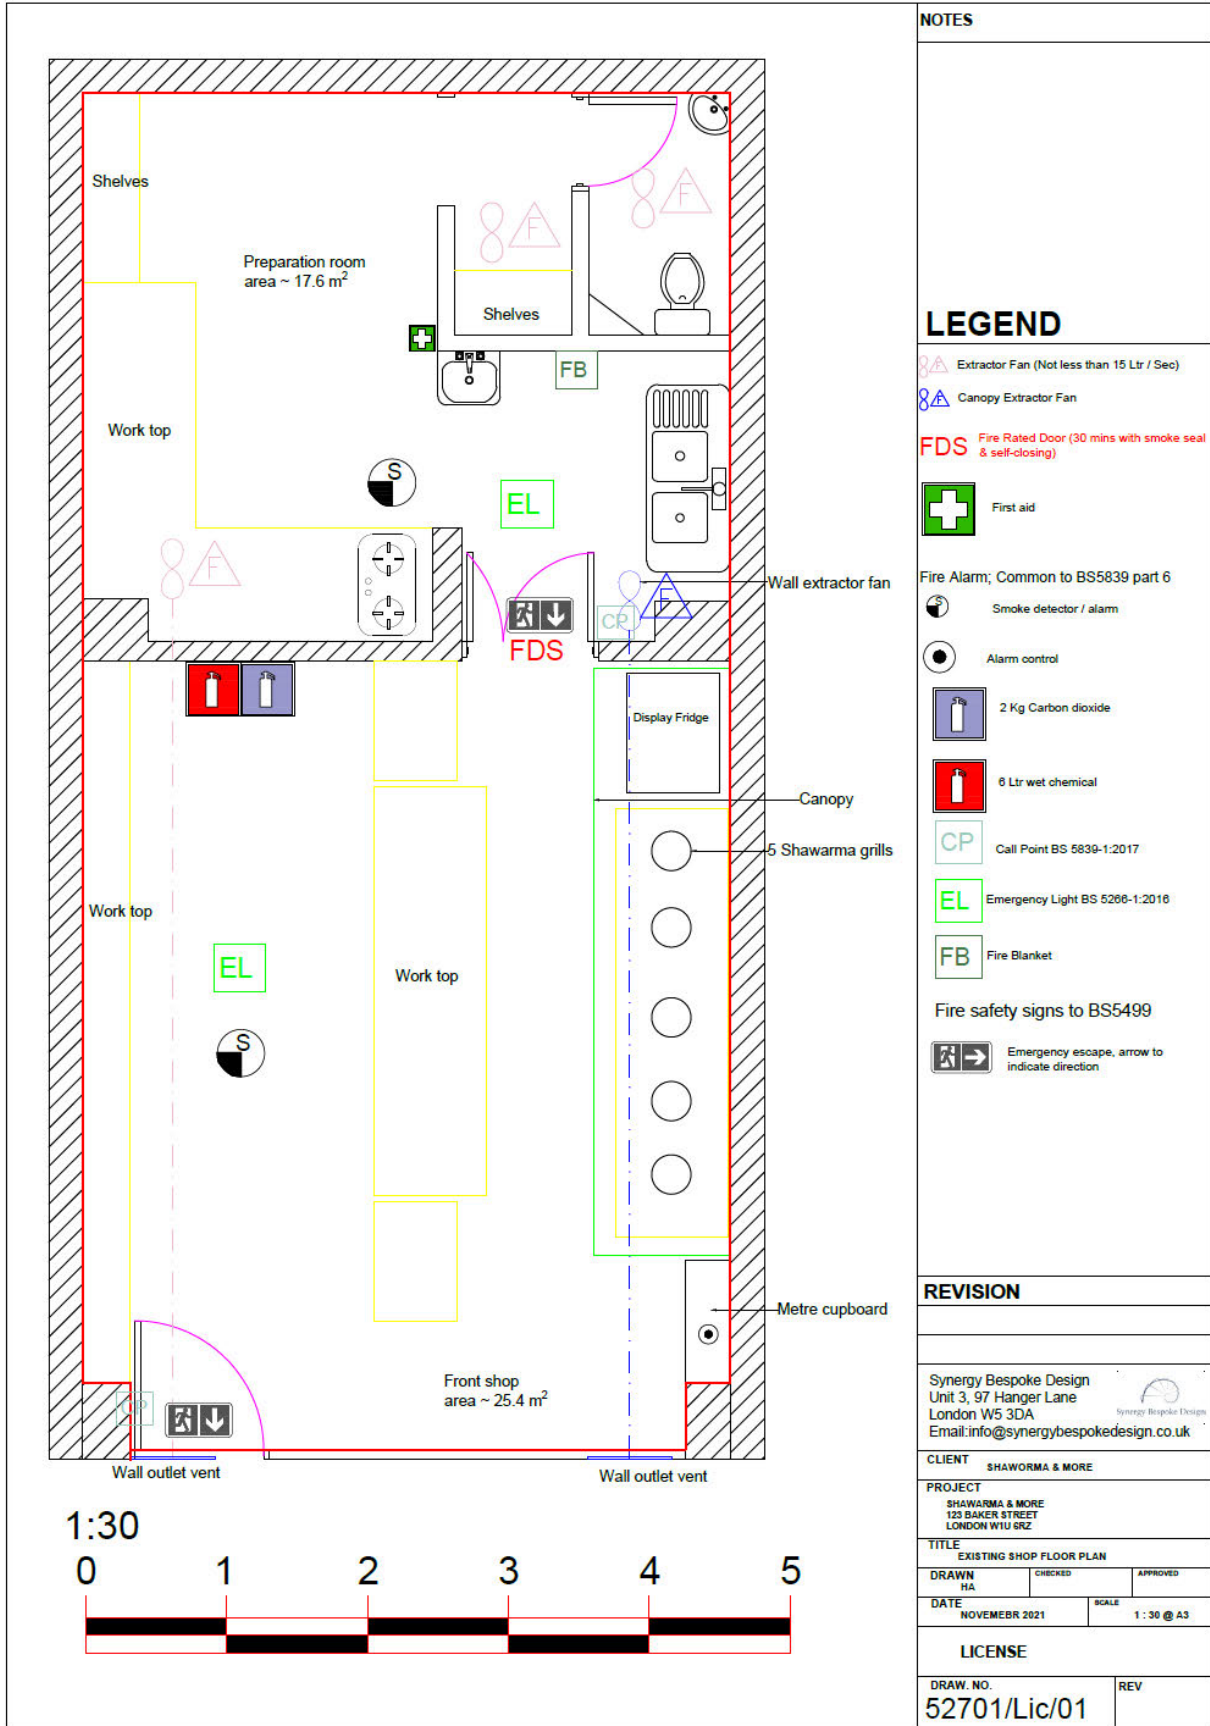 NOTES
Shelves
Preparation room
area ~ 17.6 m²
F
F
Shelves
FB
Work top
S
EL
F
Wall extractor fan
F
CP
FDS
Display Fridge
Canopy
5 Shawarma grills
Work top
EL
Work top
S
Metre cupboard
Front shop
area ~ 25.4 m²
CP
Wall outlet vent
Wall outlet vent
1:30
0 1 2 3 4 5
LEGEND
F Extractor Fan (Not less than 15 Ltr / Sec)
F Canopy Extractor Fan
FDS Fire Rated Door (30 mins with smoke seal
& self-closing)
First aid
Fire Alarm; Common to BS5839 part 6
S Smoke detector / alarm
Alarm control
2 Kg Carbon dioxide
6 Ltr wet chemical
CP Call Point BS 5839-1:2017
EL Emergency Light BS 5266-1:2016
FB Fire Blanket
Fire safety signs to BS5499
Emergency escape, arrow to
indicate direction
REVISION
Synergy Bespoke Design
Unit 3, 97 Hanger Lane
London W5 3DA
Email:info@synergybespokedesign.co.uk
Synergy Bespoke Designs
CLIENT
SHAWORMA & MORE
PROJECT
SHAWARMA & MORE
123 BAKER STREET
LONDON W1U 6RZ
TITLE
EXISTING SHOP FLOOR PLAN
DRAWN CHECKED APPROVED
HA
DATE SCALE
NOVEMEBR 2021 1 : 30 @ A3
LICENSE
DRAW. NO. REV
52701/Lic/01